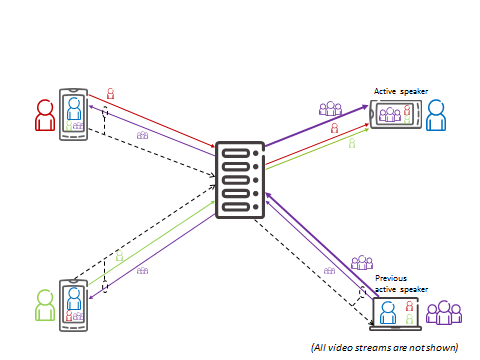 Active speaker
Previous
active speaker
(All video streams are not shown)